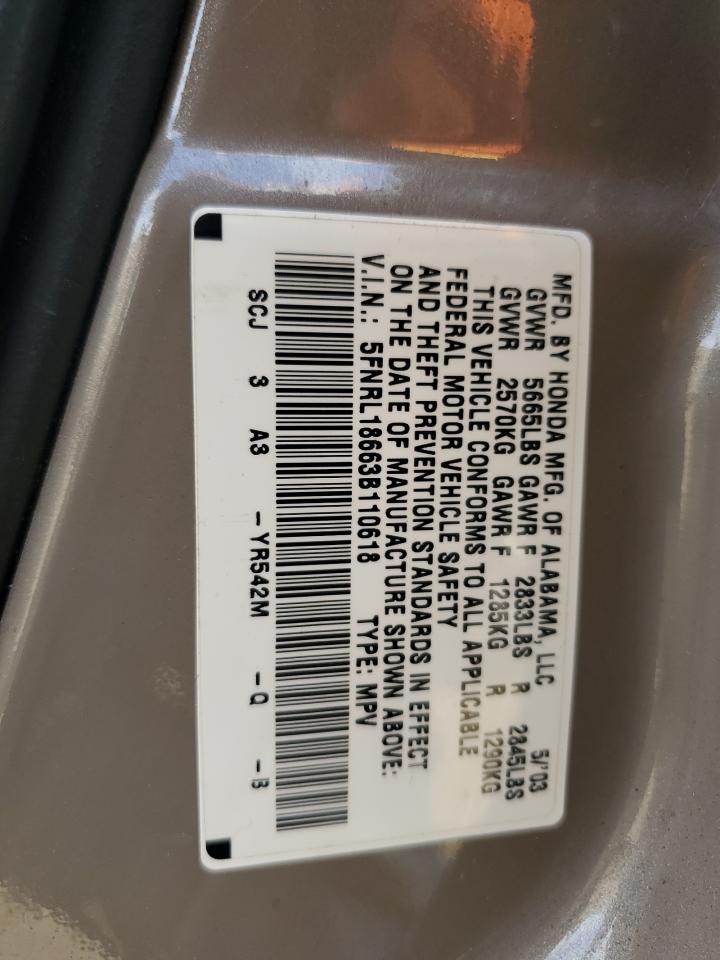 MFD. BY HONDA MFG. OF ALABAMA, LLC 5/'03
GVWR 5665LBS GAWR F 2833LBS R 2845LBS
GVWR 2570KG GAWR F 1285KG R 1290KG
THIS VEHICLE CONFORMS TO ALL APPLICABLE
FEDERAL MOTOR VEHICLE SAFETY
AND THEFT PREVENTION STANDARDS IN EFFECT
ON THE DATE OF MANUFACTURE SHOWN ABOVE:
V.I.N.: 5FNRL18663B110618 TYPE: MPV
SCJ 3 A3 -YR542M -Q -B